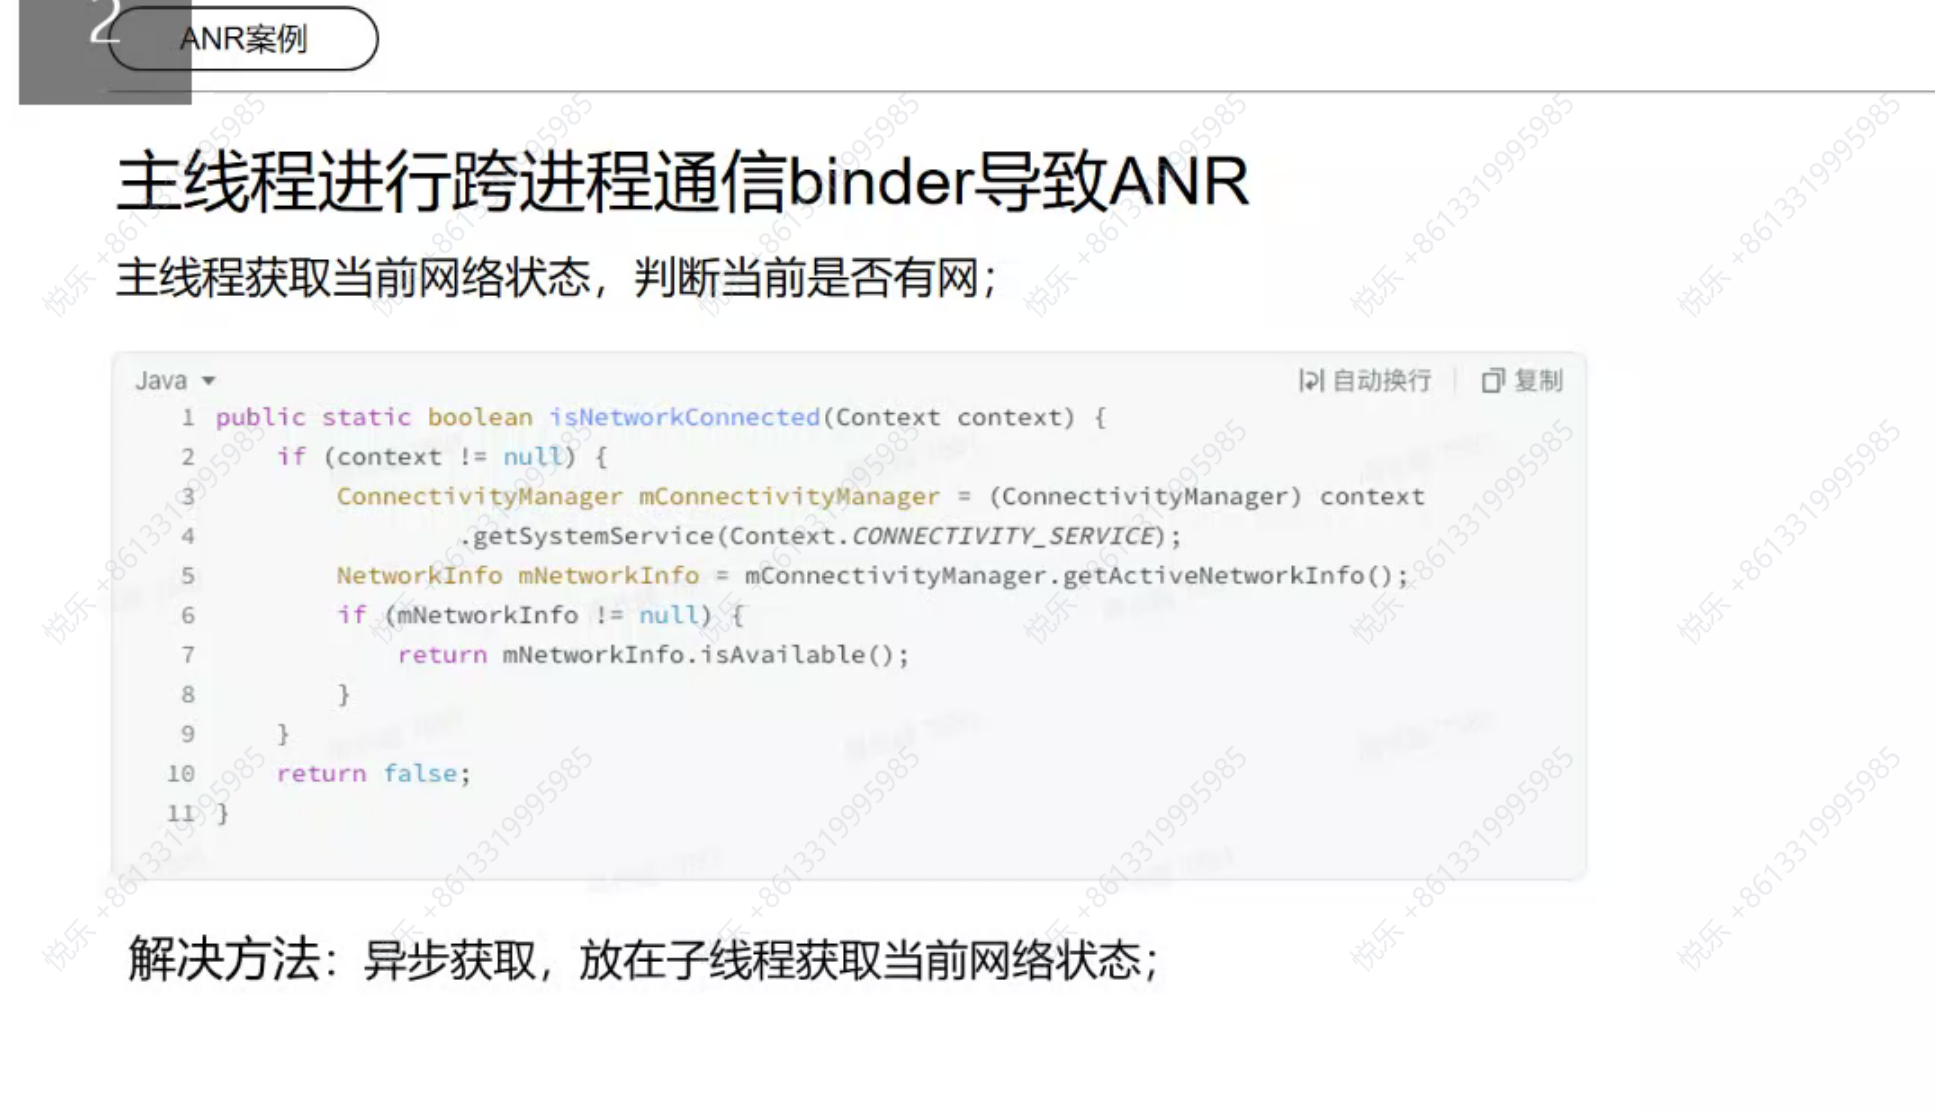 2
ANR案例
主线程进行跨进程通信binder导致ANR
主线程获取当前网络状态，判断当前是否有网；
Java
自动换行
复制
1 public static boolean isNetworkConnected(Context context) {
2     if (context != null) {
3         ConnectivityManager mConnectivityManager = (ConnectivityManager) context
4                 .getSystemService(Context.CONNECTIVITY_SERVICE);
5         NetworkInfo mNetworkInfo = mConnectivityManager.getActiveNetworkInfo();
6         if (mNetworkInfo != null) {
7             return mNetworkInfo.isAvailable();
8         }
9     }
10     return false;
11 }
解决方法：异步获取，放在子线程获取当前网络状态；
悦乐 +8613319995985